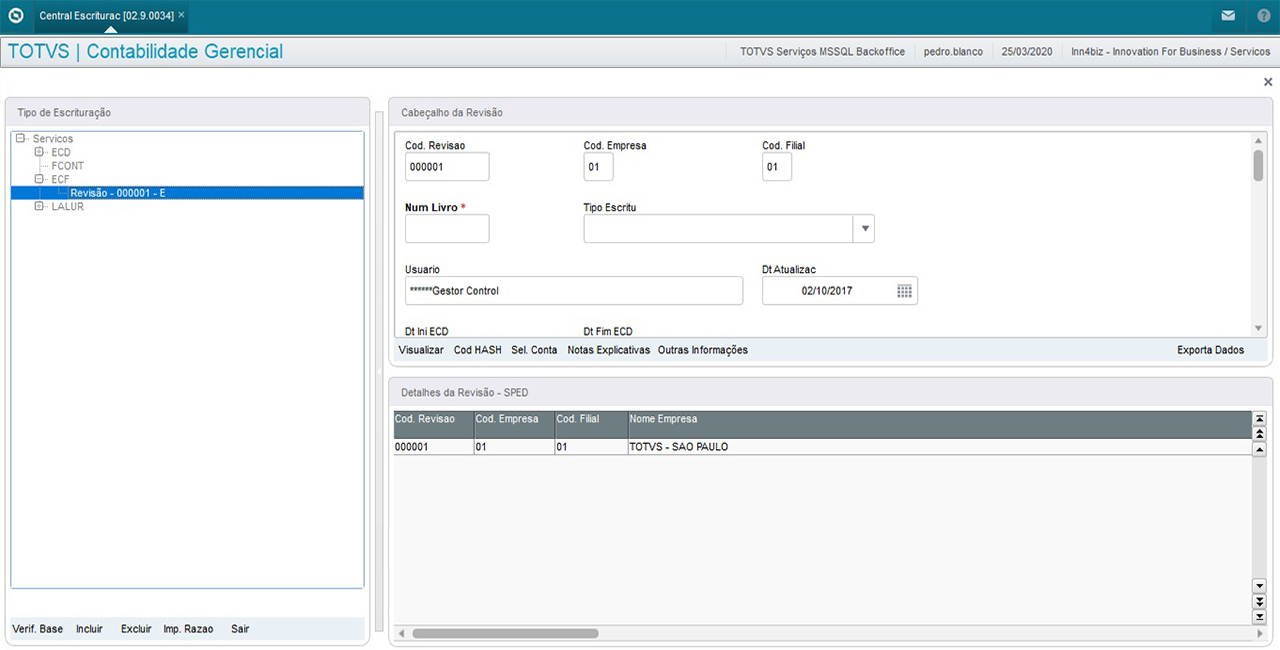 Central Escriturac [02.9.0034] ×
TOTVS | Contabilidade Gerencial
TOTVS Serviços MSSQL Backoffice pedro.blanco 25/03/2020 Inn4biz - Innovation For Business / Servicos
Tipo de Escrituração
Servicos
ECD
FCONT
ECF
Revisão - 000001 - E
LALUR
Verif. Base Incluir Excluir Imp. Razao Sair
Cabeçalho da Revisão
Cod. Revisao Cod. Empresa Cod. Filial
000001 01 01
Num Livro * Tipo Escritu
Usuario Dt Atualizac
******Gestor Control 02/10/2017
Dt Ini ECD Dt Fim ECD
Visualizar Cod HASH Sel. Conta Notas Explicativas Outras Informações Exporta Dados
Detalhes da Revisão - SPED
Cod. Revisao Cod. Empresa Cod. Filial Nome Empresa
000001 01 01 TOTVS - SAO PAULO